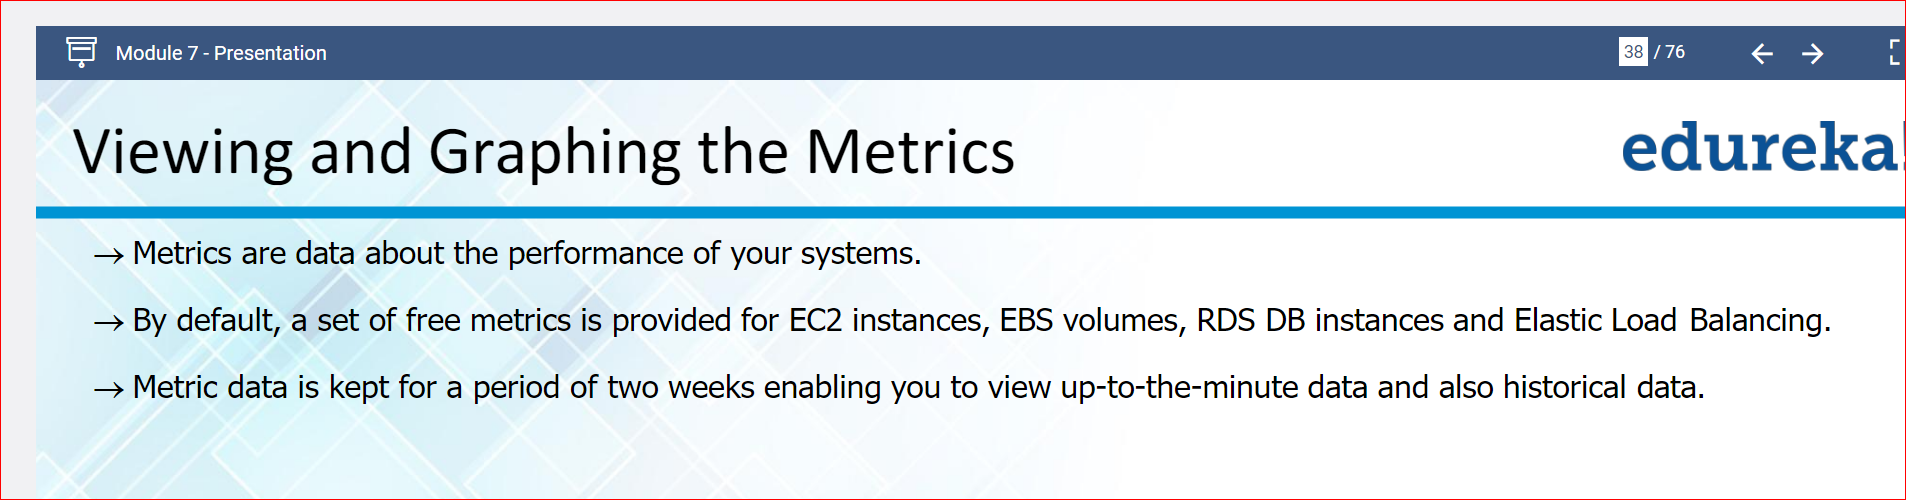 Module 7 - Presentation
38 / 76
Viewing and Graphing the Metrics
edureka!
→ Metrics are data about the performance of your systems.
→ By default, a set of free metrics is provided for EC2 instances, EBS volumes, RDS DB instances and Elastic Load Balancing.
→ Metric data is kept for a period of two weeks enabling you to view up-to-the-minute data and also historical data.